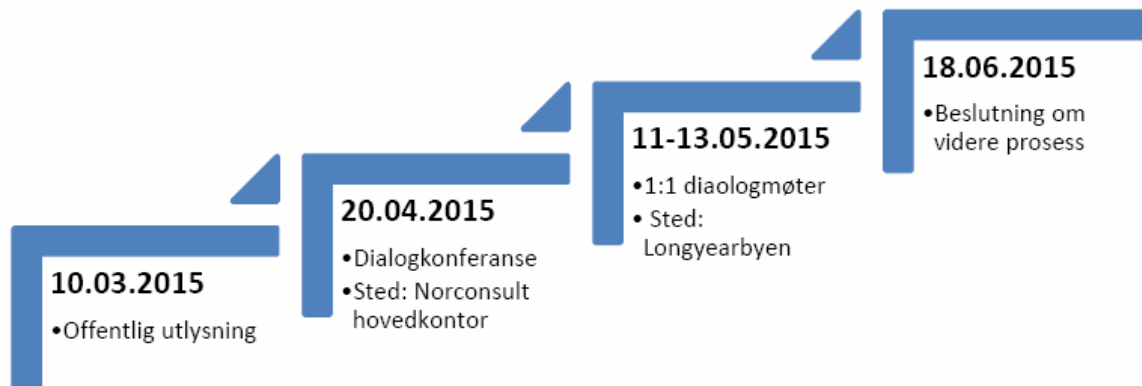 10.03.2015
•Offentlig utlysning
20.04.2015
•Dialogkonferanse
•Sted: Norconsult
hovedkontor
11-13.05.2015
•1:1 diaologmøter
• Sted:
Longyearbyen
18.06.2015
•Beslutning om
videre prosess